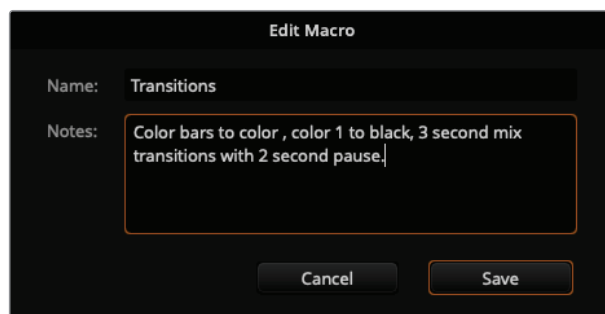 Edit Macro
Name: Transitions
Notes: Color bars to color , color 1 to black, 3 second mix
transitions with 2 second pause.
Cancel Save